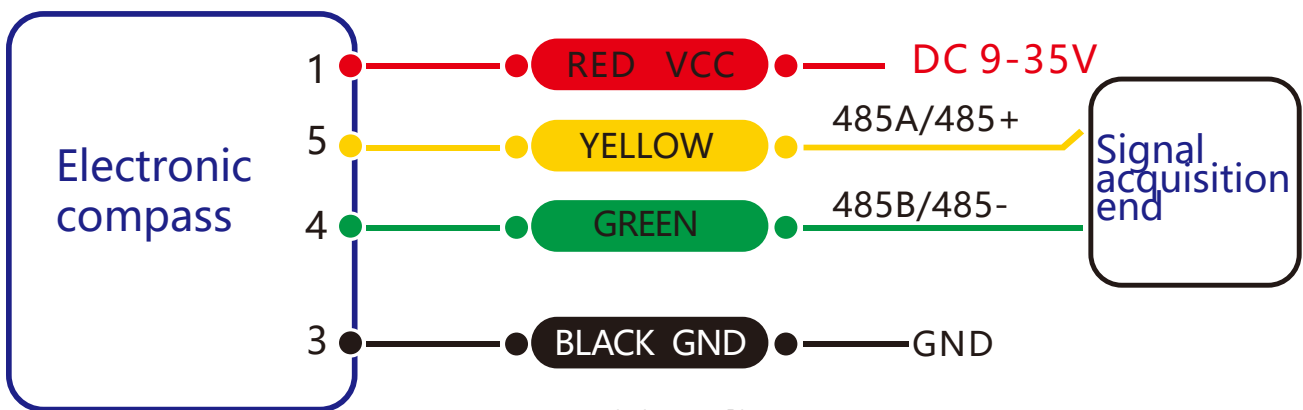 1 RED VCC DC 9-35V
5 YELLOW 485A/485+
Electronic
compass
Signal
acquisition
end
4 GREEN 485B/485-
3 BLACK GND GND